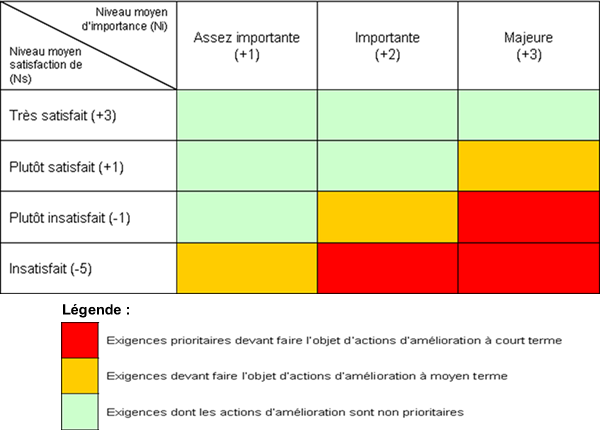 Niveau moyen
d'importance (Ni)
Niveau moyen
satisfaction de
(Ns)
Assez importante
(+1)
Importante
(+2)
Majeure
(+3)
Très satisfait (+3)
Plutôt satisfait (+1)
Plutôt insatisfait (-1)
Insatisfait (-5)
Légende :
Exigences prioritaires devant faire l'objet d'actions d'amélioration à court terme
Exigences devant faire l'objet d'actions d'amélioration à moyen terme
Exigences dont les actions d'amélioration sont non prioritaires